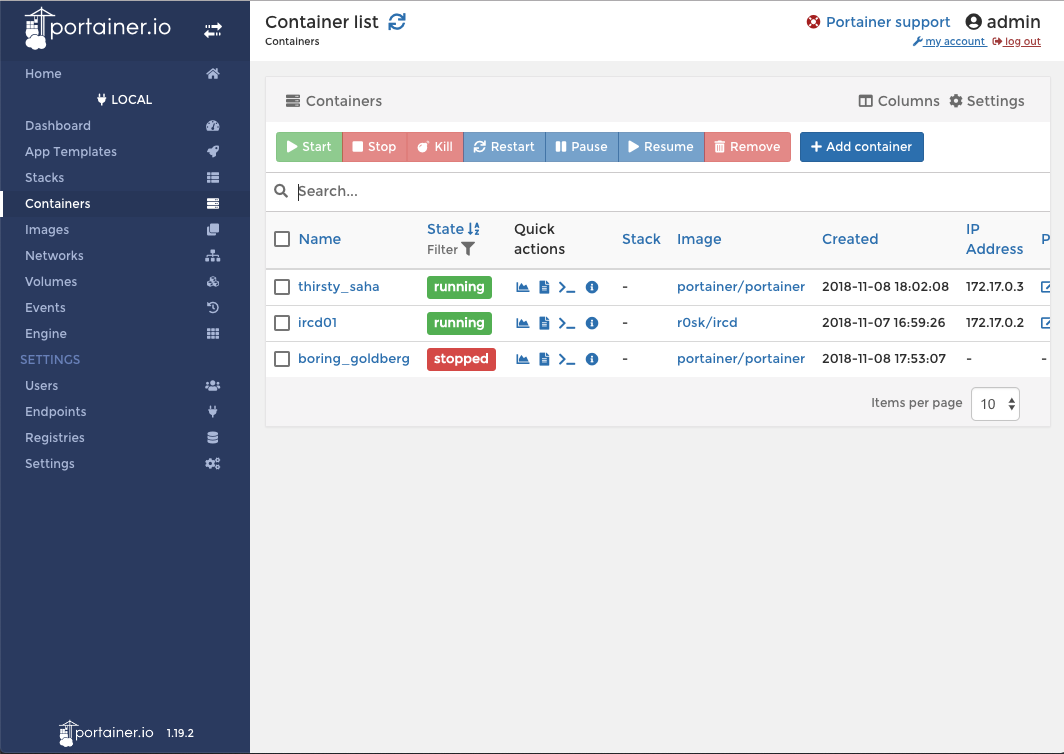 portainer.io
Home
LOCAL
Dashboard
App Templates
Stacks
Containers
Images
Networks
Volumes
Events
Engine
SETTINGS
Users
Endpoints
Registries
Settings
portainer.io 1.19.2
Container list
Containers
Portainer support admin
my account log out
Containers
Columns Settings
Start Stop Kill Restart Pause Resume Remove Add container
Search...
Name State Filter Quick actions Stack Image Created IP Address P
thirsty_saha running - portainer/portainer 2018-11-08 18:02:08 172.17.0.3
ircd01 running - r0sk/ircd 2018-11-07 16:59:26 172.17.0.2
boring_goldberg stopped - portainer/portainer 2018-11-08 17:53:07 - -
Items per page 10